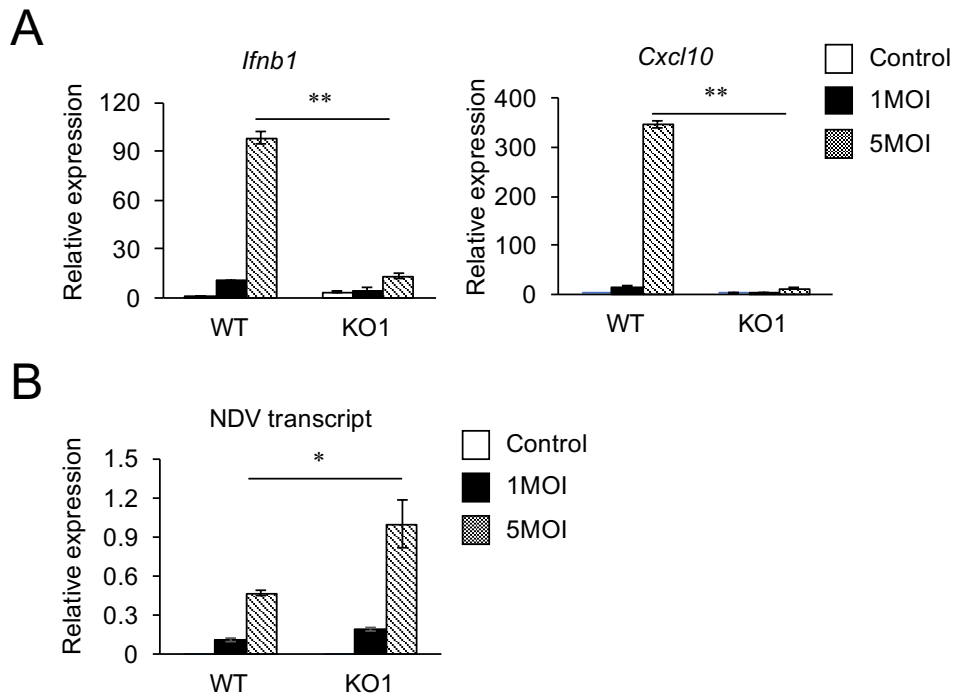 A
Ifnb1
Relative expression
120
90
60
30
0
**
WT
KO1
Cxcl10
Relative expression
400
300
200
100
0
**
WT
KO1
Control
1MOI
5MOI
B
NDV transcript
Relative expression
1.5
1.2
0.9
0.6
0.3
0
*
WT
KO1
Control
1MOI
5MOI